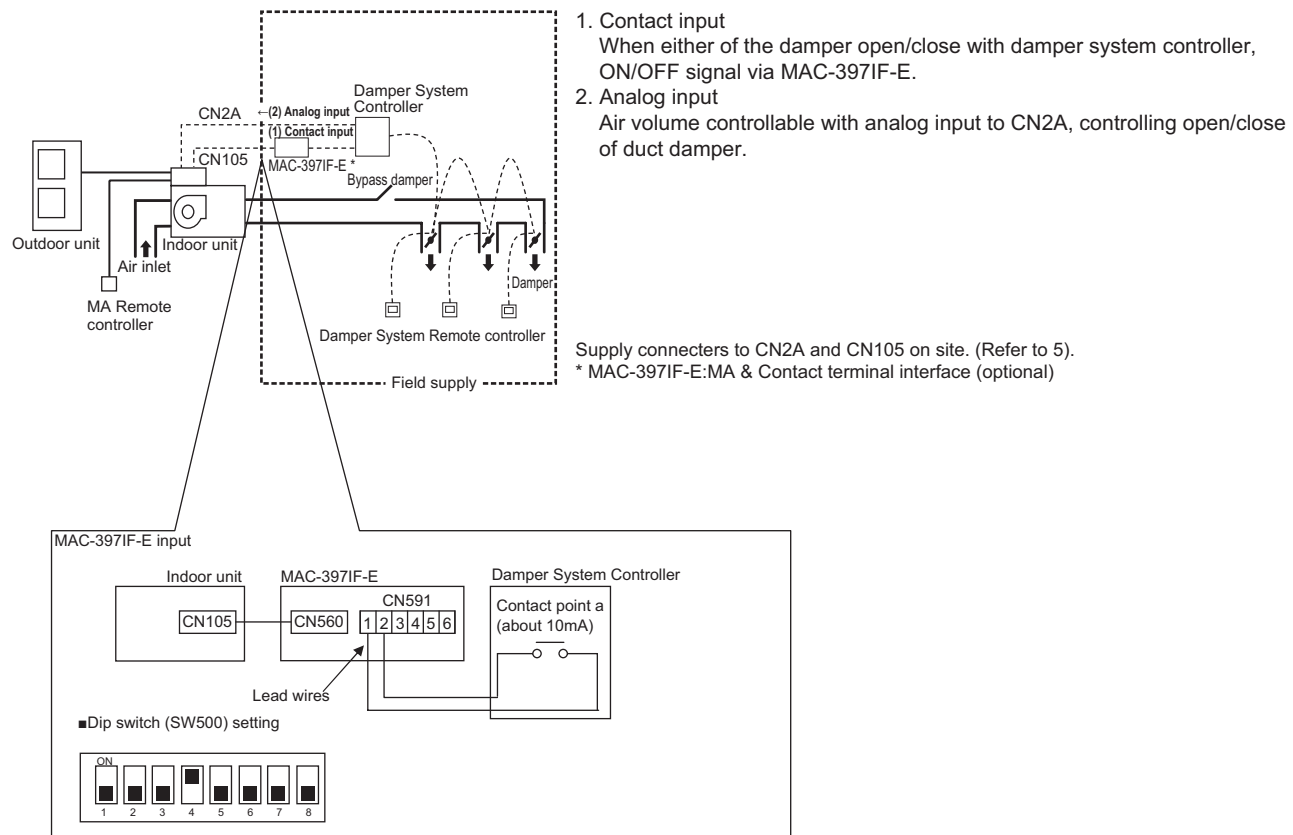 1. Contact input
When either of the damper open/close with damper system controller,
ON/OFF signal via MAC-397IF-E.
2. Analog input
Air volume controllable with analog input to CN2A, controlling open/close
of duct damper.
Damper System
Controller
CN2A
←(2) Analog input
(1) Contact input
CN105
MAC-397IF-E *
Bypass damper
Outdoor unit
Indoor unit
Air inlet
Damper
MA Remote
controller
Damper System Remote controller
Field supply
Supply connecters to CN2A and CN105 on site. (Refer to 5).
* MAC-397IF-E:MA & Contact terminal interface (optional)
MAC-397IF-E input
Indoor unit
MAC-397IF-E
Damper System Controller
CN591
CN105
CN560
1 2 3 4 5 6
Contact point a
(about 10mA)
Lead wires
■Dip switch (SW500) setting
ON
1 2 3 4 5 6 7 8